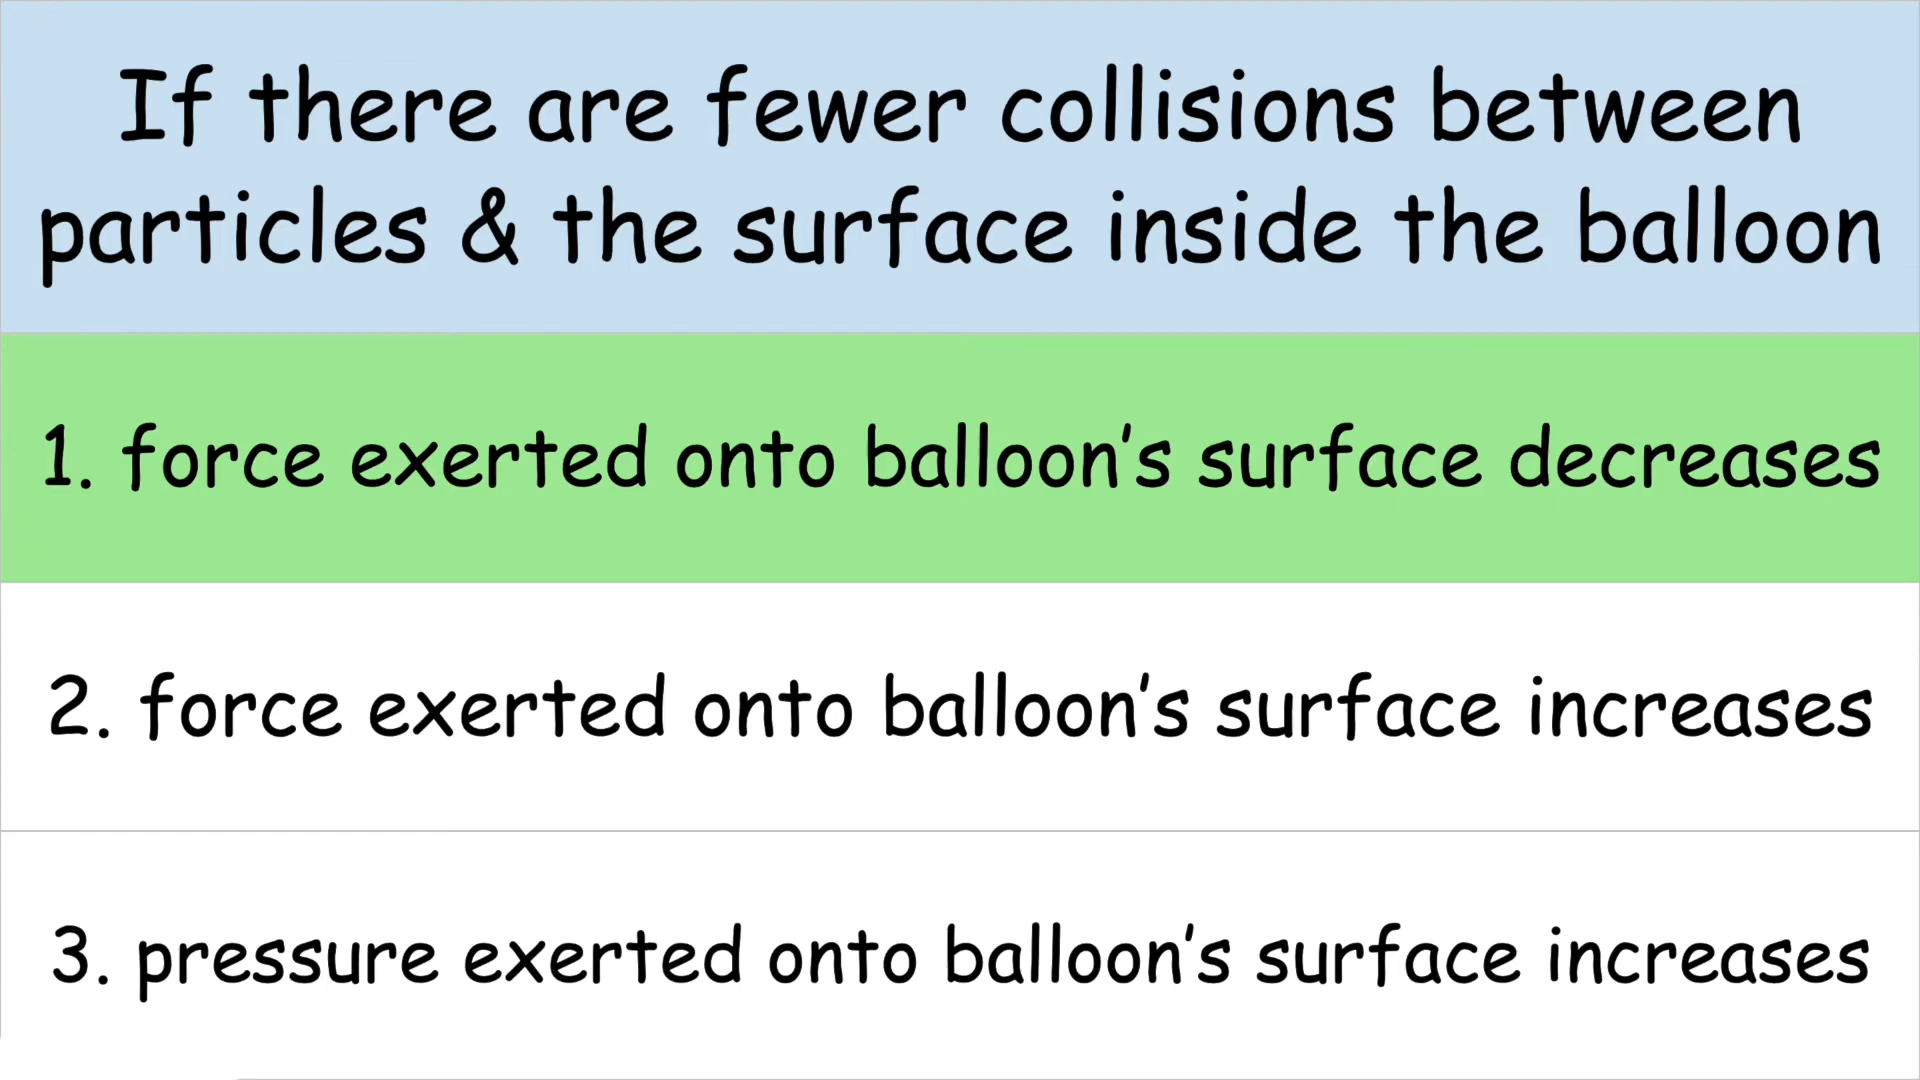 If there are fewer collisions between
particles & the surface inside the balloon
1. force exerted onto balloon’s surface decreases
2. force exerted onto balloon’s surface increases
3. pressure exerted onto balloon’s surface increases